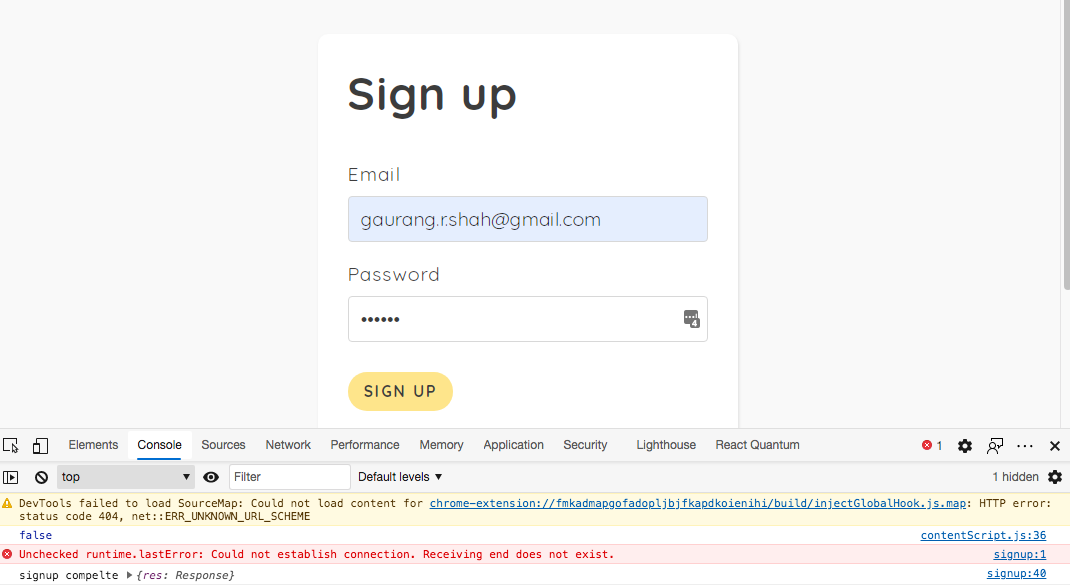 Sign up
Email
gaurang.r.shah@gmail.com
Password
••••••
4
SIGN UP
Elements Console Sources Network Performance Memory Application Security Lighthouse React Quantum 1
top Filter Default levels 1 hidden
DevTools failed to load SourceMap: Could not load content for chrome-extension://fmkadmapgofadopljbjfkapdkoienihi/build/injectGlobalHook.js.map: HTTP error:
status code 404, net::ERR_UNKNOWN_URL_SCHEME
false contentScript.js:36
Unchecked runtime.lastError: Could not establish connection. Receiving end does not exist. signup:1
signup compelte {res: Response} signup:40